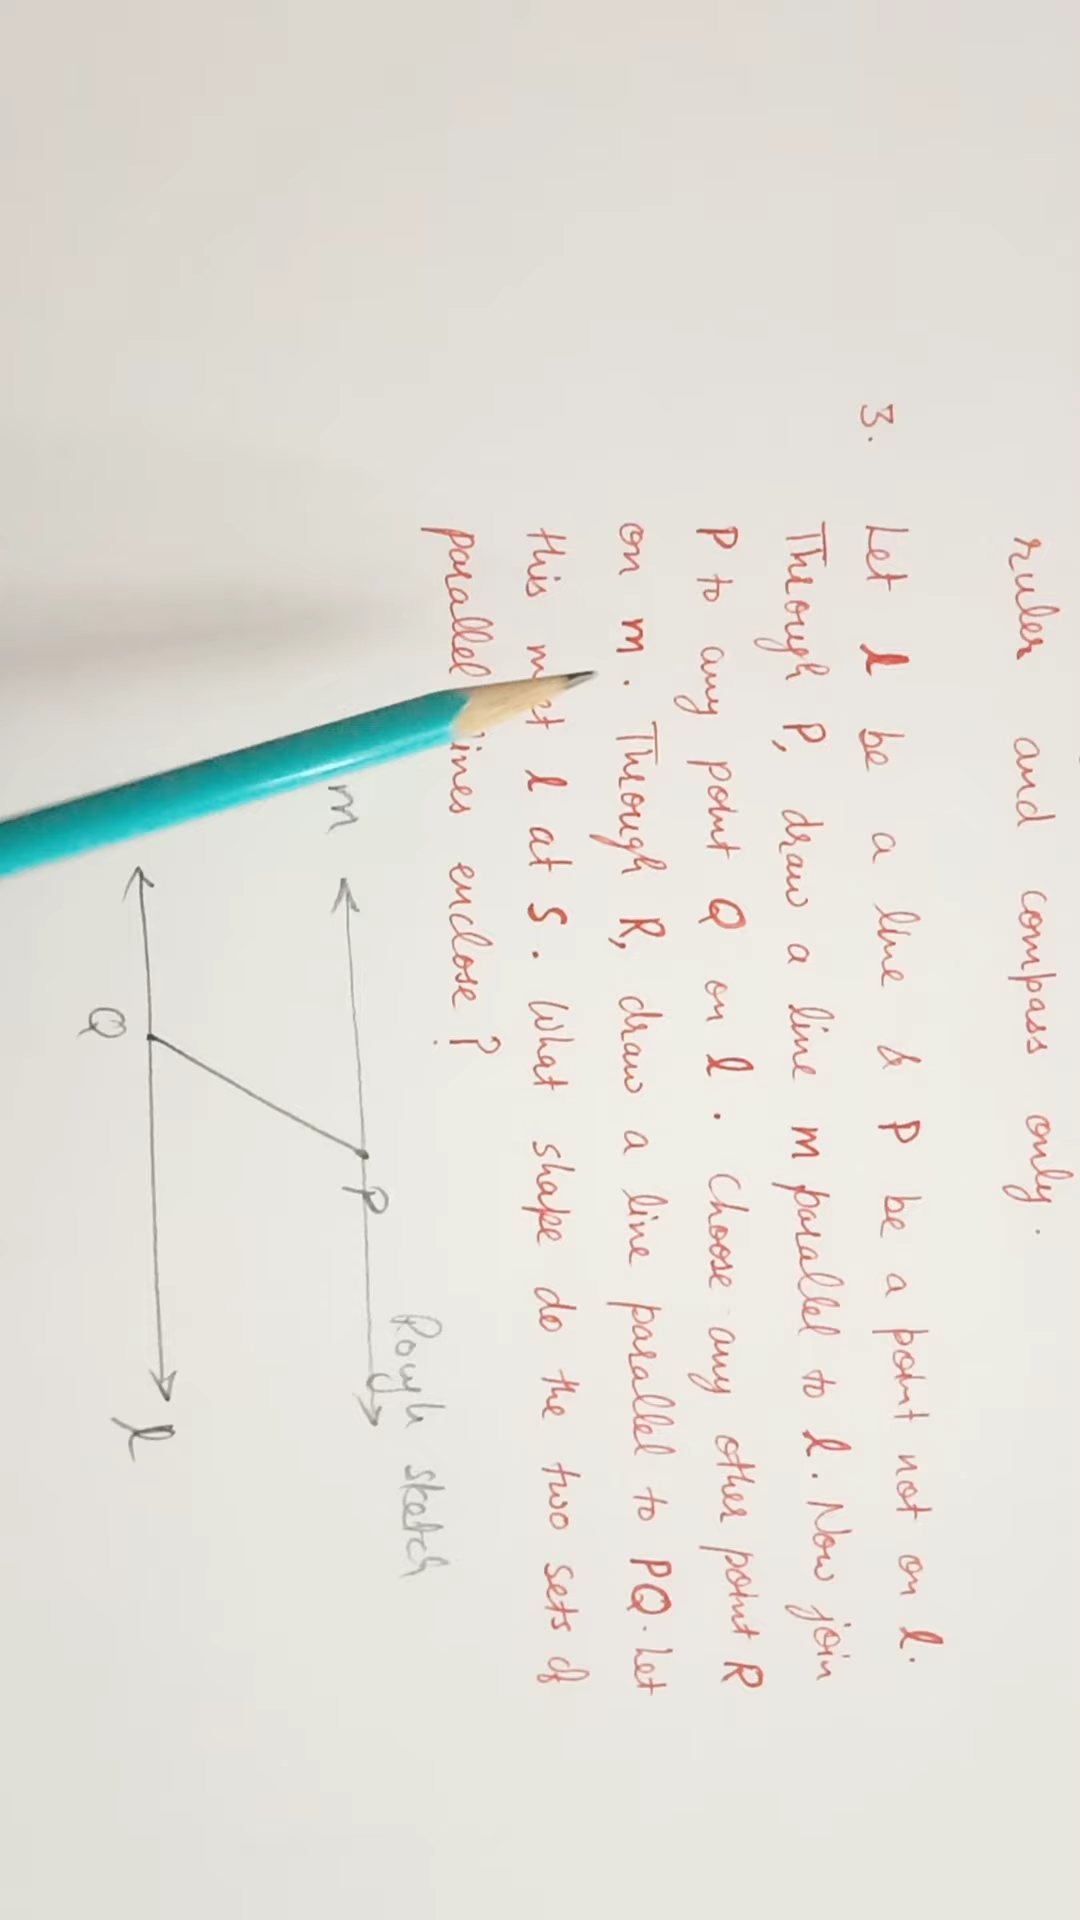 ruler and compass only.
3. Let l be a line & P be a point not on l.
Through P, draw a line m parallel to l. Now join
P to any point Q on l. Choose any other point R
on m. Through R, draw a line parallel to PQ. Let
this meet l at S. What shape do the two sets of
parallel lines enclose?
Rough sketch
m
P
Q
l